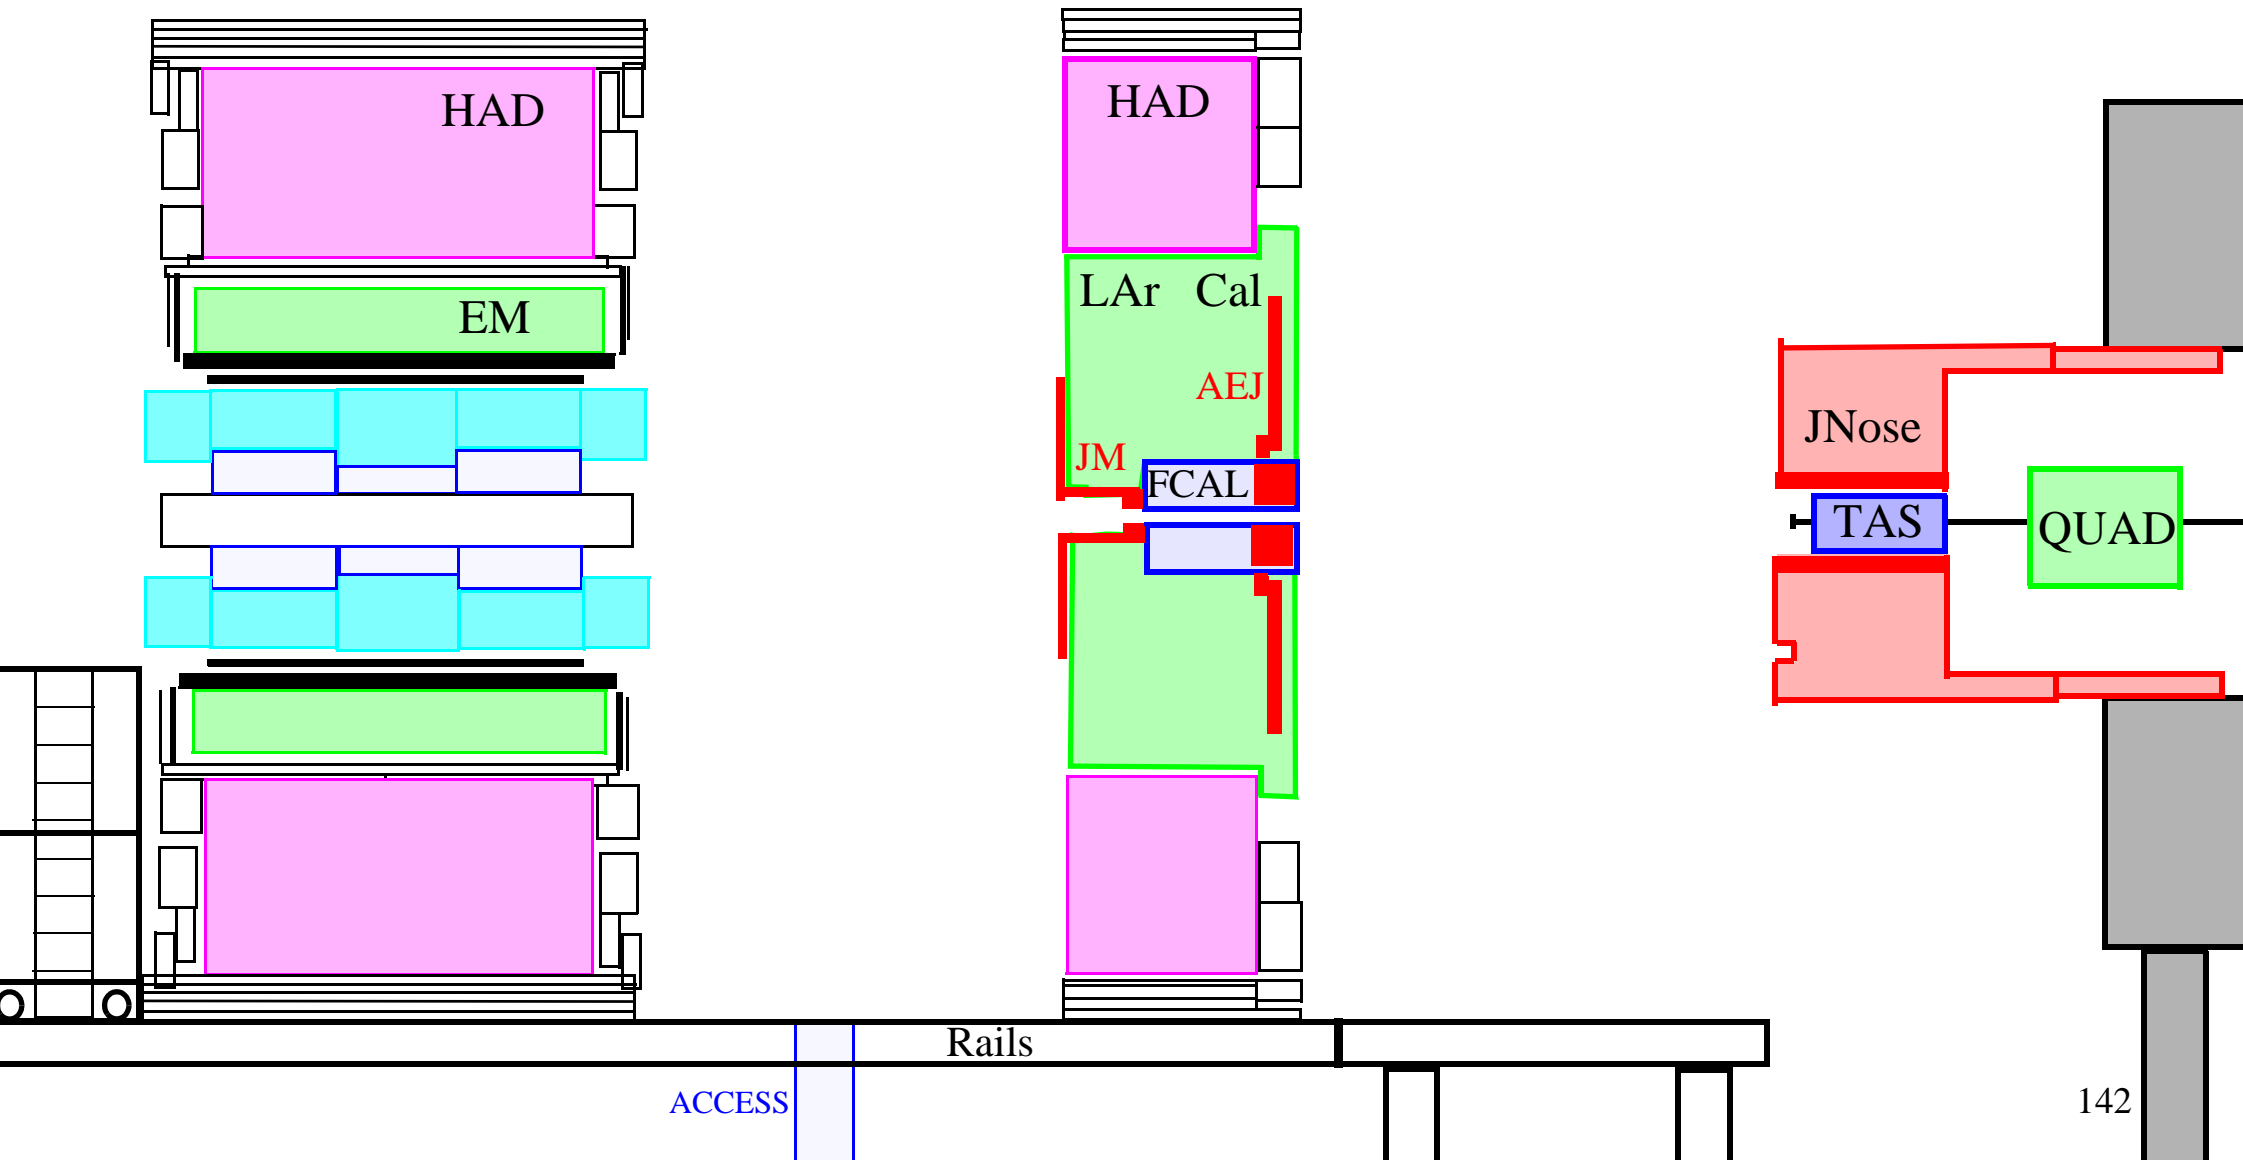 HAD
EM
HAD
LAr Cal
AEJ
JM
FCAL
JNose
TAS
QUAD
Rails
ACCESS
142